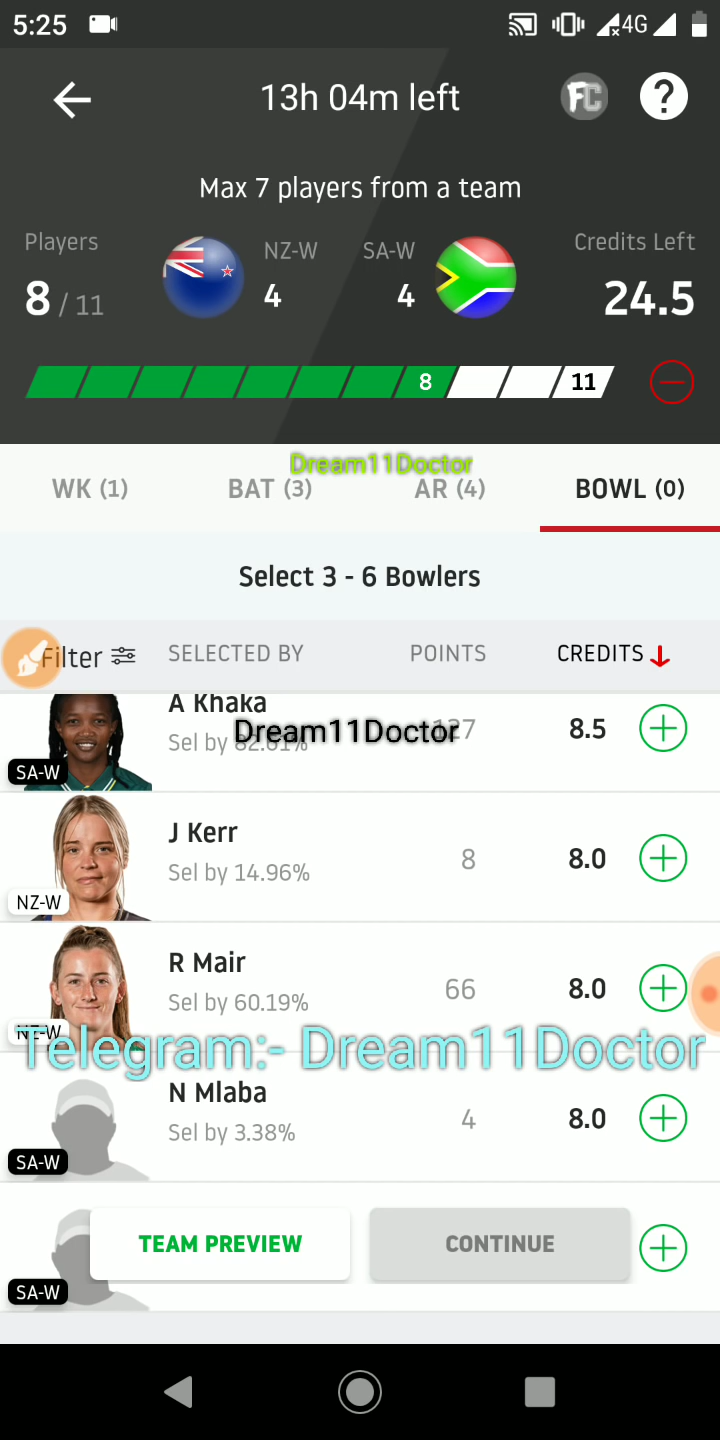 5:25
4G
13h 04m left
FC
?
Max 7 players from a team
Players
NZ-W
SA-W
Credits Left
8 / 11
4
4
24.5
8
11
Dream11Doctor
WK (1)
BAT (3)
AR (4)
BOWL (0)
Select 3 - 6 Bowlers
Filter
SELECTED BY
POINTS
CREDITS
A Khaka
Dream11Doctor
Sel by
8.5
SA-W
J Kerr
Sel by 14.96%
8
8.0
NZ-W
R Mair
Sel by 60.19%
66
8.0
NZ-W
Telegram:- Dream11Doctor
N Mlaba
Sel by 3.38%
4
8.0
SA-W
TEAM PREVIEW
CONTINUE
SA-W